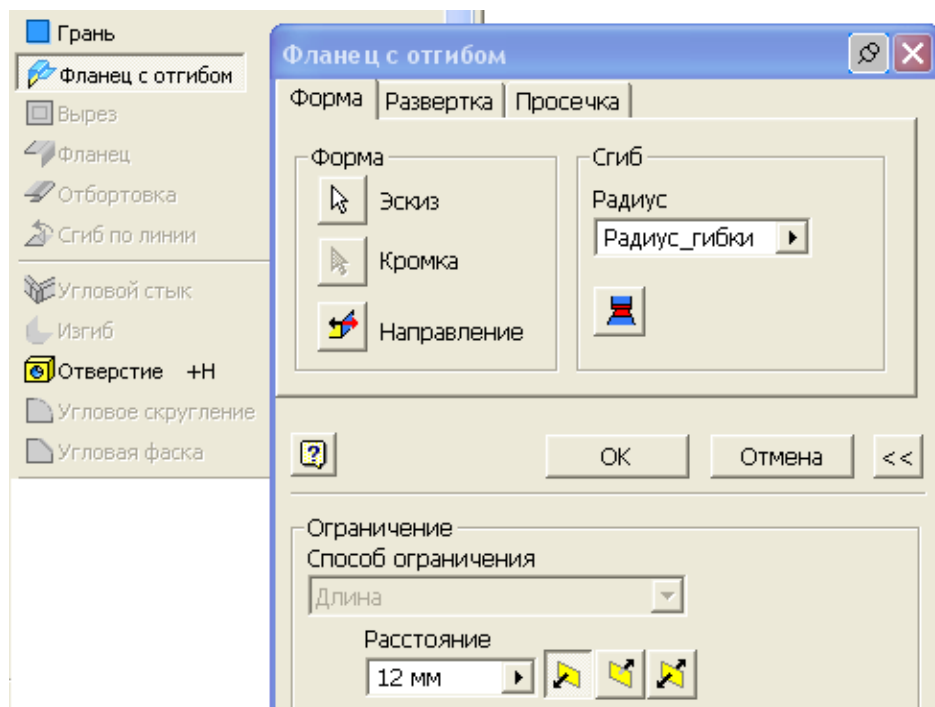 Грань
Фланец с отгибом
Вырез
Фланец
Отбортовка
Сгиб по линии
Угловой стык
Изгиб
Отверстие +H
Угловое скругление
Угловая фаска
Фланец с отгибом
Форма Развертка Просечка
Форма
Эскиз
Кромка
Направление
Сгиб
Радиус
Радиус_гибки
? OK Отмена <<
Ограничение
Способ ограничения
Длина
Расстояние
12 мм